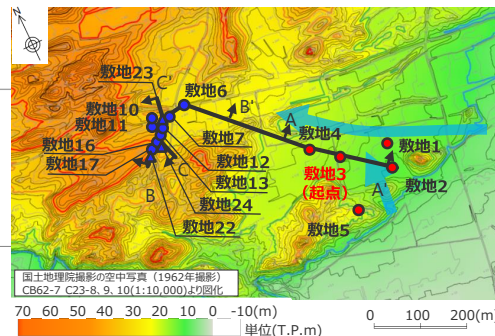 N
敷地23
C'
敷地6
敷地10
敷地11
B'
A
敷地4
敷地1
敷地16
敷地7
敷地17
敷地12
敷地3
（起点）
敷地13
C
B
敷地24
A'
敷地2
敷地22
敷地5
国土地理院撮影の空中写真（1962年撮影）
CB62-7 C23-8. 9. 10(1:10,000)より図化
70 60 50 40 30 20 10 0 -10(m)
単位(T.P.m)
0 100 200(m)